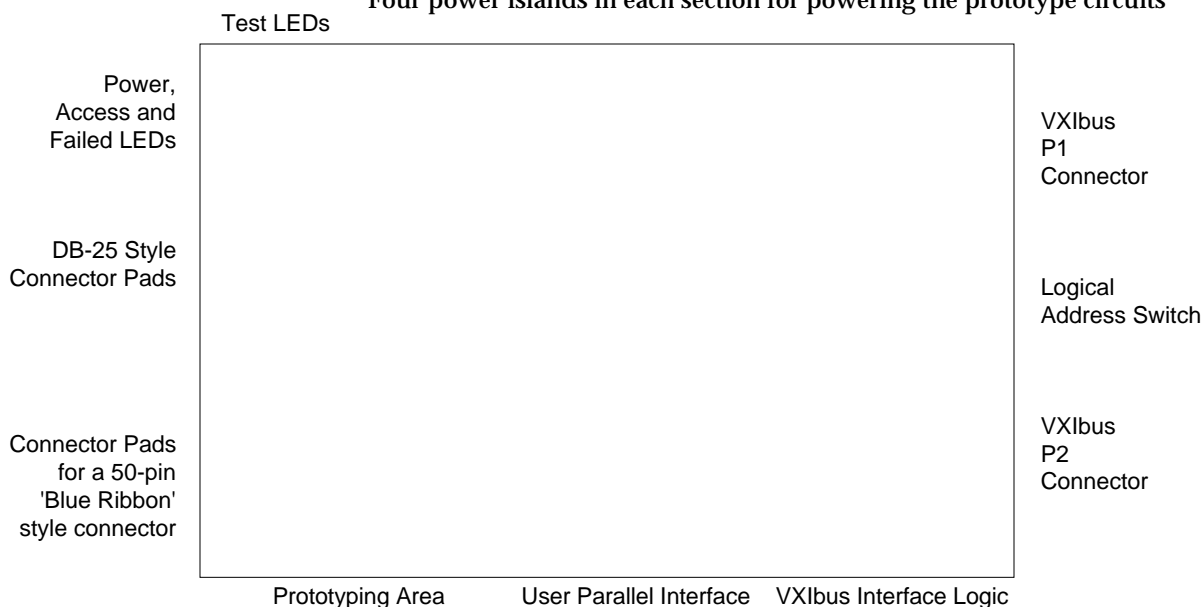 Four power islands in each section for powering the prototype circuits
Test LEDs
Power,
Access and
Failed LEDs
DB-25 Style
Connector Pads
Connector Pads
for a 50-pin
'Blue Ribbon'
style connector
VXIbus
P1
Connector
Logical
Address Switch
VXIbus
P2
Connector
Prototyping Area
User Parallel Interface
VXIbus Interface Logic